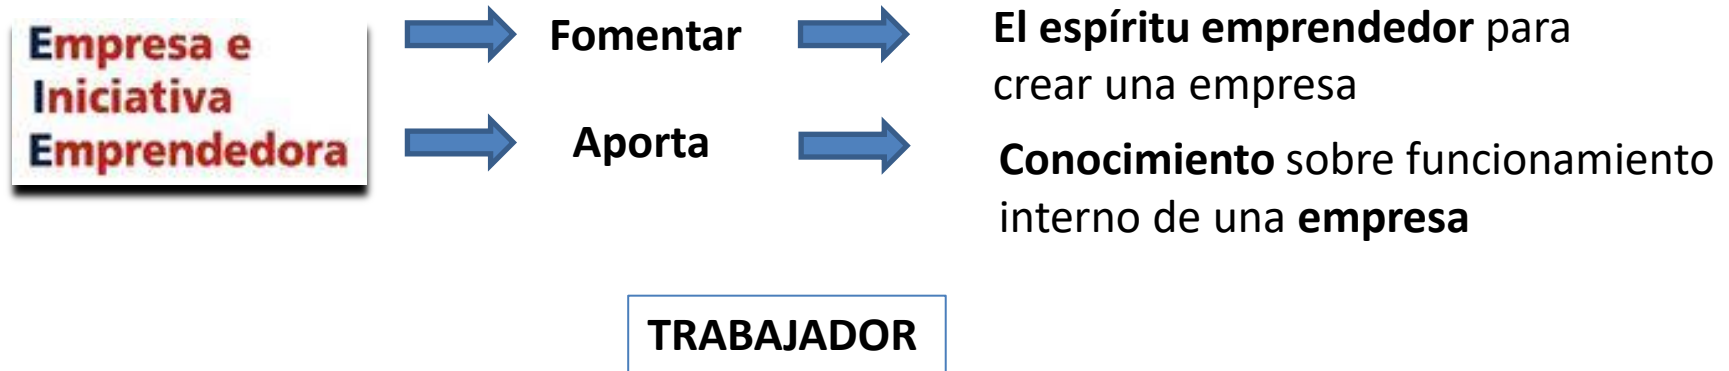 Empresa e
Iniciativa
Emprendedora
Fomentar
El espíritu emprendedor para
crear una empresa
Aporta
Conocimiento sobre funcionamiento
interno de una empresa
TRABAJADOR